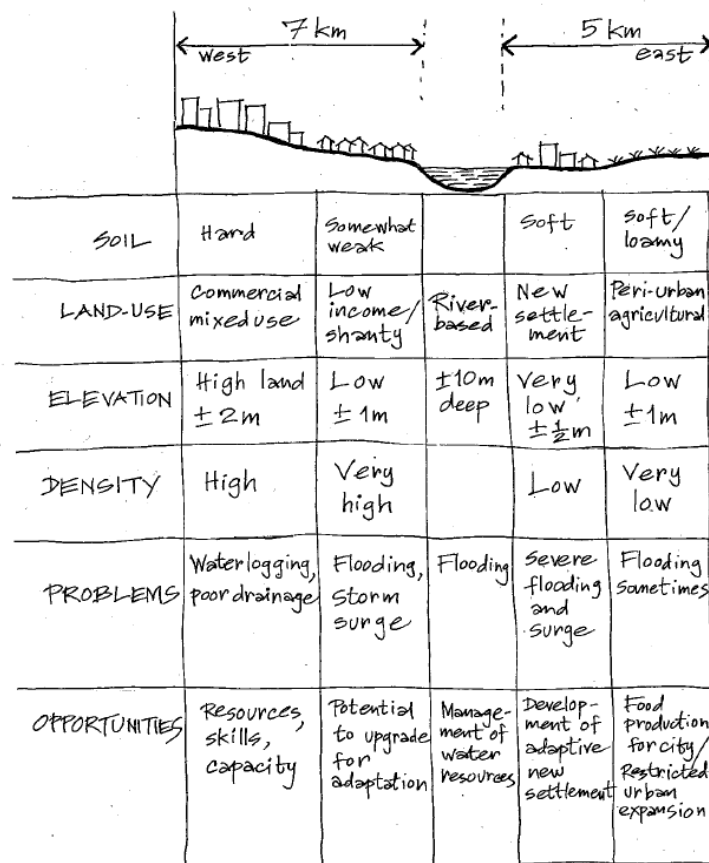 7 km
5 km
west
east
SOIL
Hard
Somewhat
weak
Soft
Soft/
loamy
LAND-USE
Commercial
mixed use
Low
income/
shanty
River-
based
New
settle-
ment
Peri-urban
agricultural
ELEVATION
High land
± 2m
Low
± 1m
±10m
deep
Very
low
± ½m
Low
±1m
DENSITY
High
Very
high
Low
Very
low
PROBLEMS
Waterlogging,
poor drainage
Flooding,
storm
surge
Flooding
Severe
flooding
and
surge
Flooding
sometimes
OPPORTUNITIES
Resources,
skills,
capacity
Potential
to upgrade
for
adaptation
Manage-
ment of
water
resources
Develop-
ment of
adaptive
new
settlement
Food
production
for city/
Restricted
urban
expansion